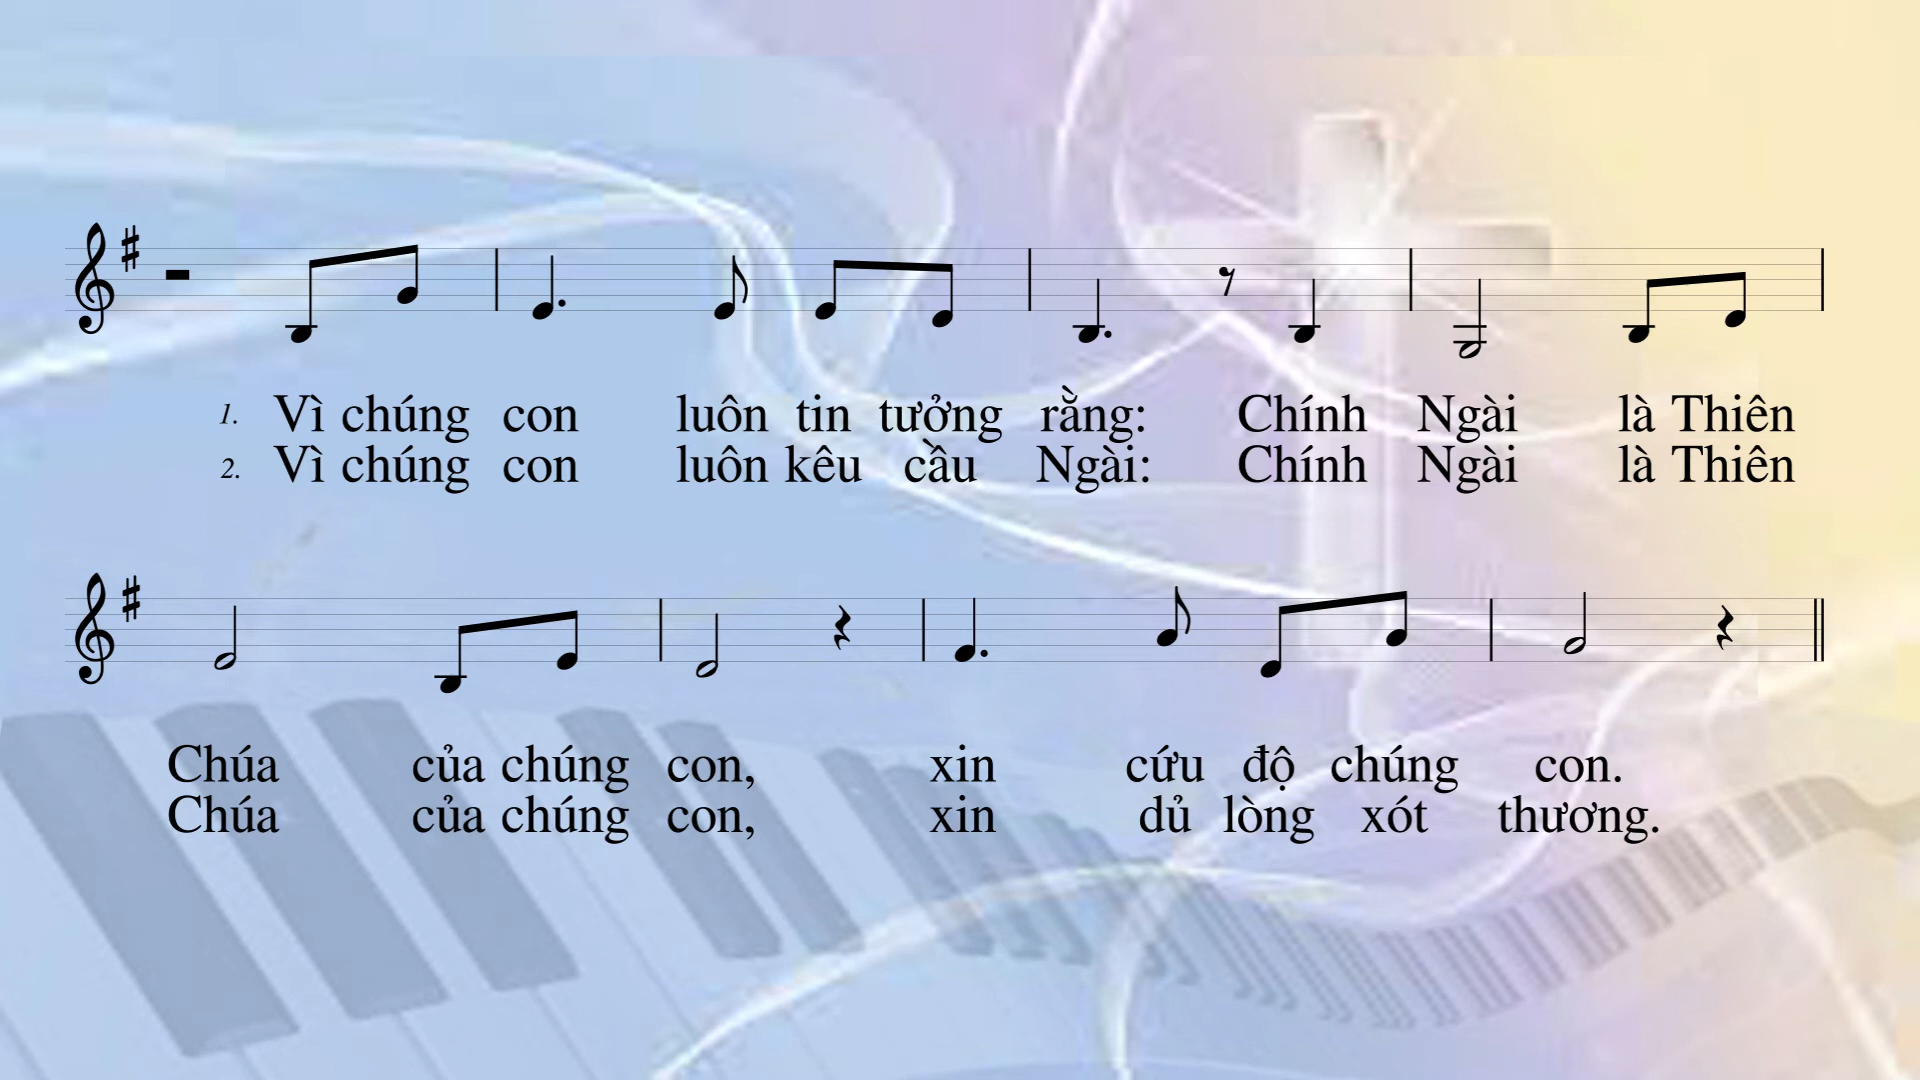 1. Vì chúng con luôn tin tưởng rằng: Chính Ngài là Thiên
2. Vì chúng con luôn kêu cầu Ngài: Chính Ngài là Thiên
Chúa của chúng con, xin cứu độ chúng con.
Chúa của chúng con, xin dủ lòng xót thương.